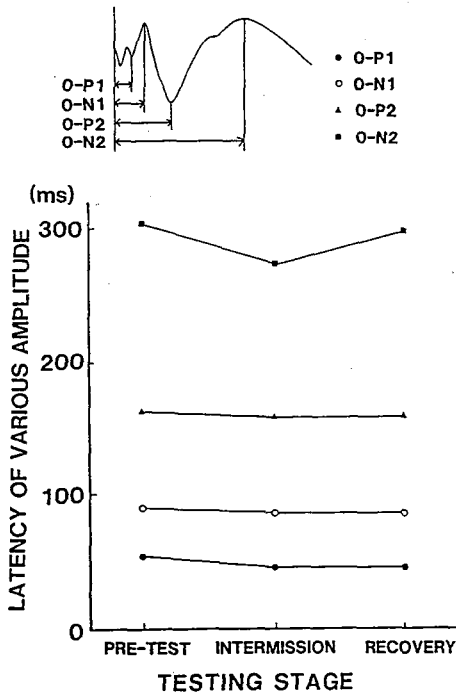 O-P1
O-N1
O-P2
O-N2
O-P1
O-N1
O-P2
O-N2
(ms)
300
200
100
0
LATENCY OF VARIOUS AMPLITUDE
PRE-TEST INTERMISSION RECOVERY
TESTING STAGE